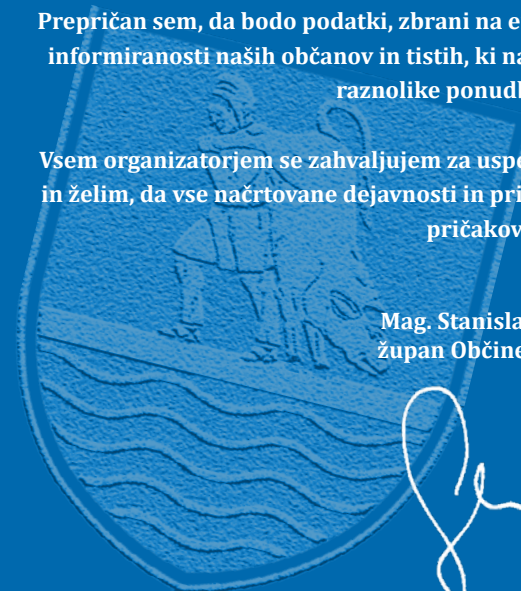 Prepričan sem, da bodo podatki, zbrani na e
informiranosti naših občanov in tistih, ki na
raznolike ponudb
Vsem organizatorjem se zahvaljujem za uspe
in želim, da vse načrtovane dejavnosti in pri
pričakov
Mag. Stanisla
župan Občine